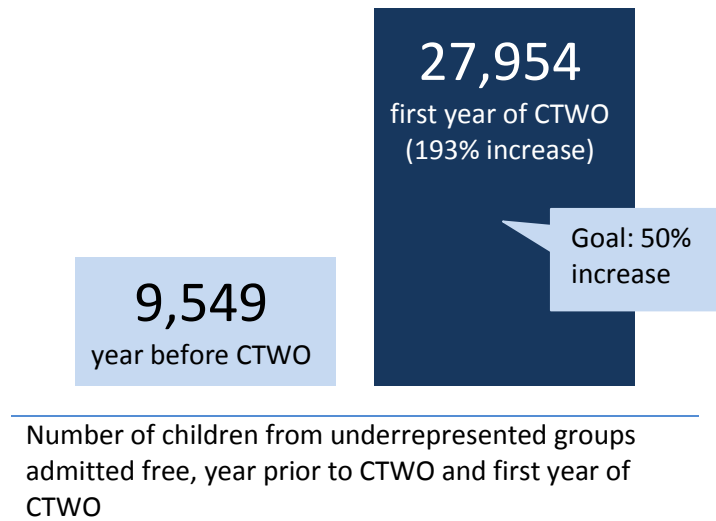 27,954
first year of CTWO
(193% increase)
Goal: 50%
increase
9,549
year before CTWO
Number of children from underrepresented groups
admitted free, year prior to CTWO and first year of
CTWO